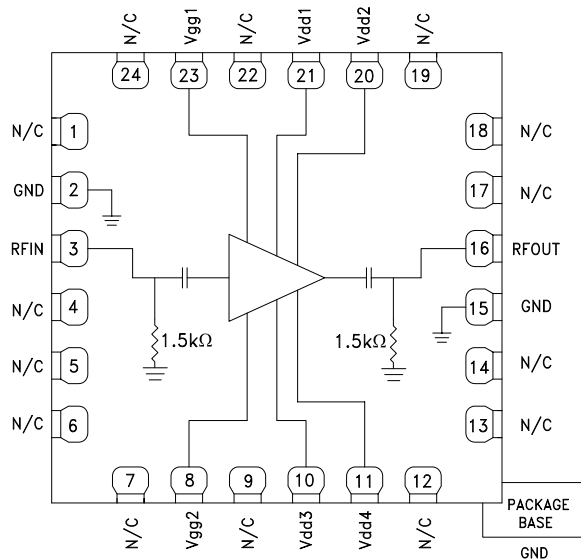 N/C
Vgg1
N/C
Vdd1
Vdd2
N/C
24
23
22
21
20
19
N/C 1
18 N/C
17 N/C
GND 2
RFIN 3
16 RFOUT
N/C 4
15 GND
1.5kΩ
1.5kΩ
N/C 5
14 N/C
N/C 6
13 N/C
7
8
9
10
11
12
N/C
Vgg2
N/C
Vdd3
Vdd4
N/C
PACKAGE
BASE
GND